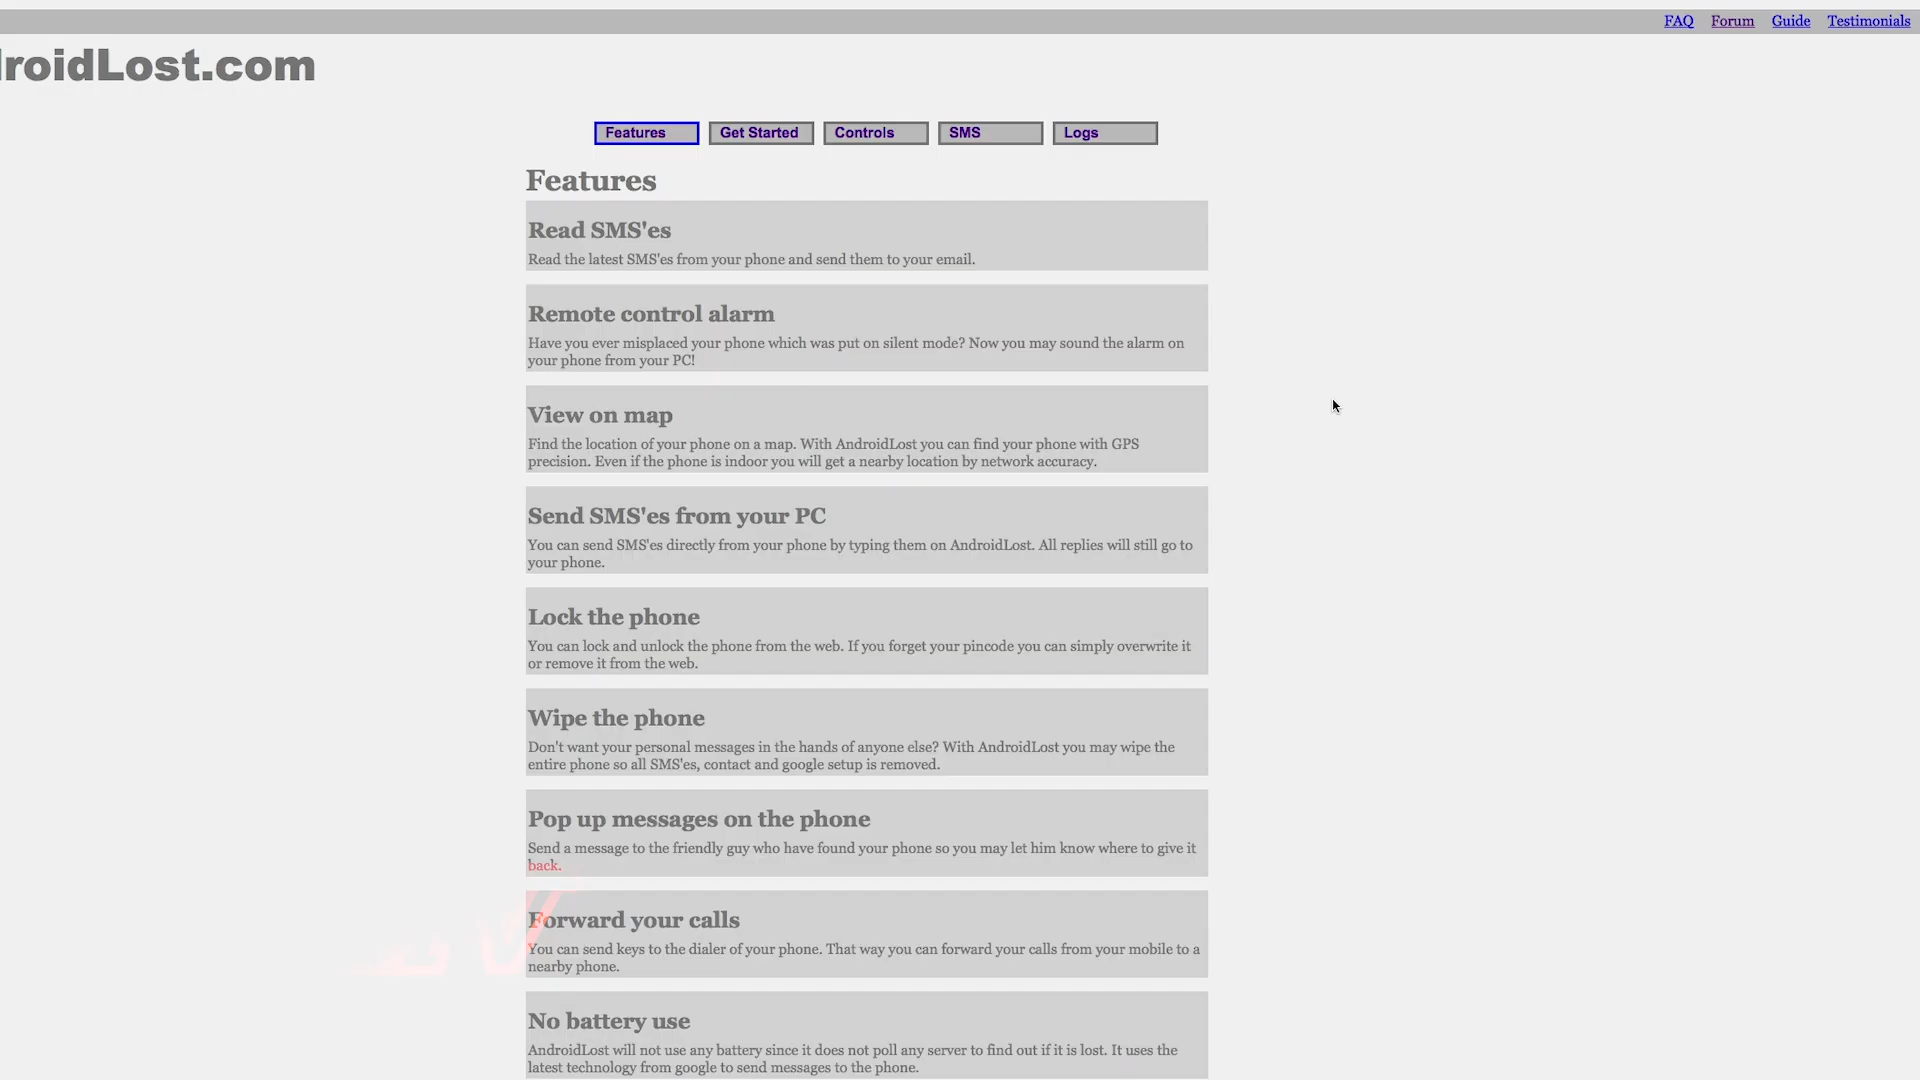 FAQ Forum Guide Testimonials
roidLost.com
Features Get Started Controls SMS Logs
Features
Read SMS'es
Read the latest SMS'es from your phone and send them to your email.
Remote control alarm
Have you ever misplaced your phone which was put on silent mode? Now you may sound the alarm on
your phone from your PC!
View on map
Find the location of your phone on a map. With AndroidLost you can find your phone with GPS
precision. Even if the phone is indoor you will get a nearby location by network accuracy.
Send SMS'es from your PC
You can send SMS'es directly from your phone by typing them on AndroidLost. All replies will still go to
your phone.
Lock the phone
You can lock and unlock the phone from the web. If you forget your pincode you can simply overwrite it
or remove it from the web.
Wipe the phone
Don't want your personal messages in the hands of anyone else? With AndroidLost you may wipe the
entire phone so all SMS'es, contact and google setup is removed.
Pop up messages on the phone
Send a message to the friendly guy who have found your phone so you may let him know where to give it
back.
Forward your calls
You can send keys to the dialer of your phone. That way you can forward your calls from your mobile to a
nearby phone.
No battery use
AndroidLost will not use any battery since it does not poll any server to find out if it is lost. It uses the
latest technology from google to send messages to the phone.